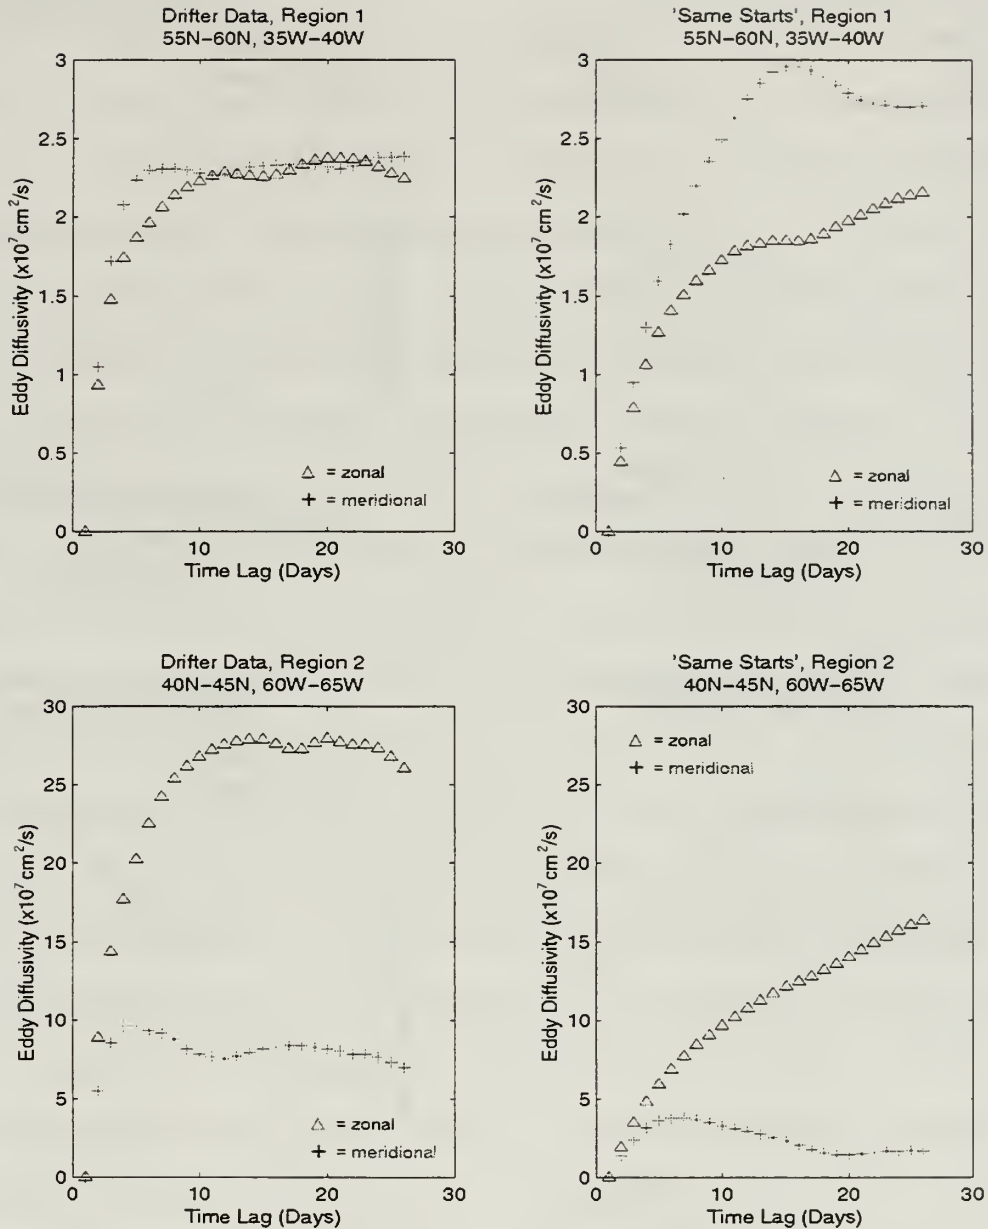 Drifter Data, Region 1
55N–60N, 35W–40W
3
2.5
2
1.5
1
0.5
0
Eddy Diffusivity (x10⁷ cm²/s)
△ = zonal
+ = meridional
0 10 20 30
Time Lag (Days)
'Same Starts', Region 1
55N–60N, 35W–40W
3
2.5
2
1.5
1
0.5
0
Eddy Diffusivity (x10⁷ cm²/s)
△ = zonal
+ = meridional
0 10 20 30
Time Lag (Days)
Drifter Data, Region 2
40N–45N, 60W–65W
30
25
20
15
10
5
0
Eddy Diffusivity (x10⁷ cm²/s)
△ = zonal
+ = meridional
0 10 20 30
Time Lag (Days)
'Same Starts', Region 2
40N–45N, 60W–65W
30
25
20
15
10
5
0
Eddy Diffusivity (x10⁷ cm²/s)
△ = zonal
+ = meridional
0 10 20 30
Time Lag (Days)